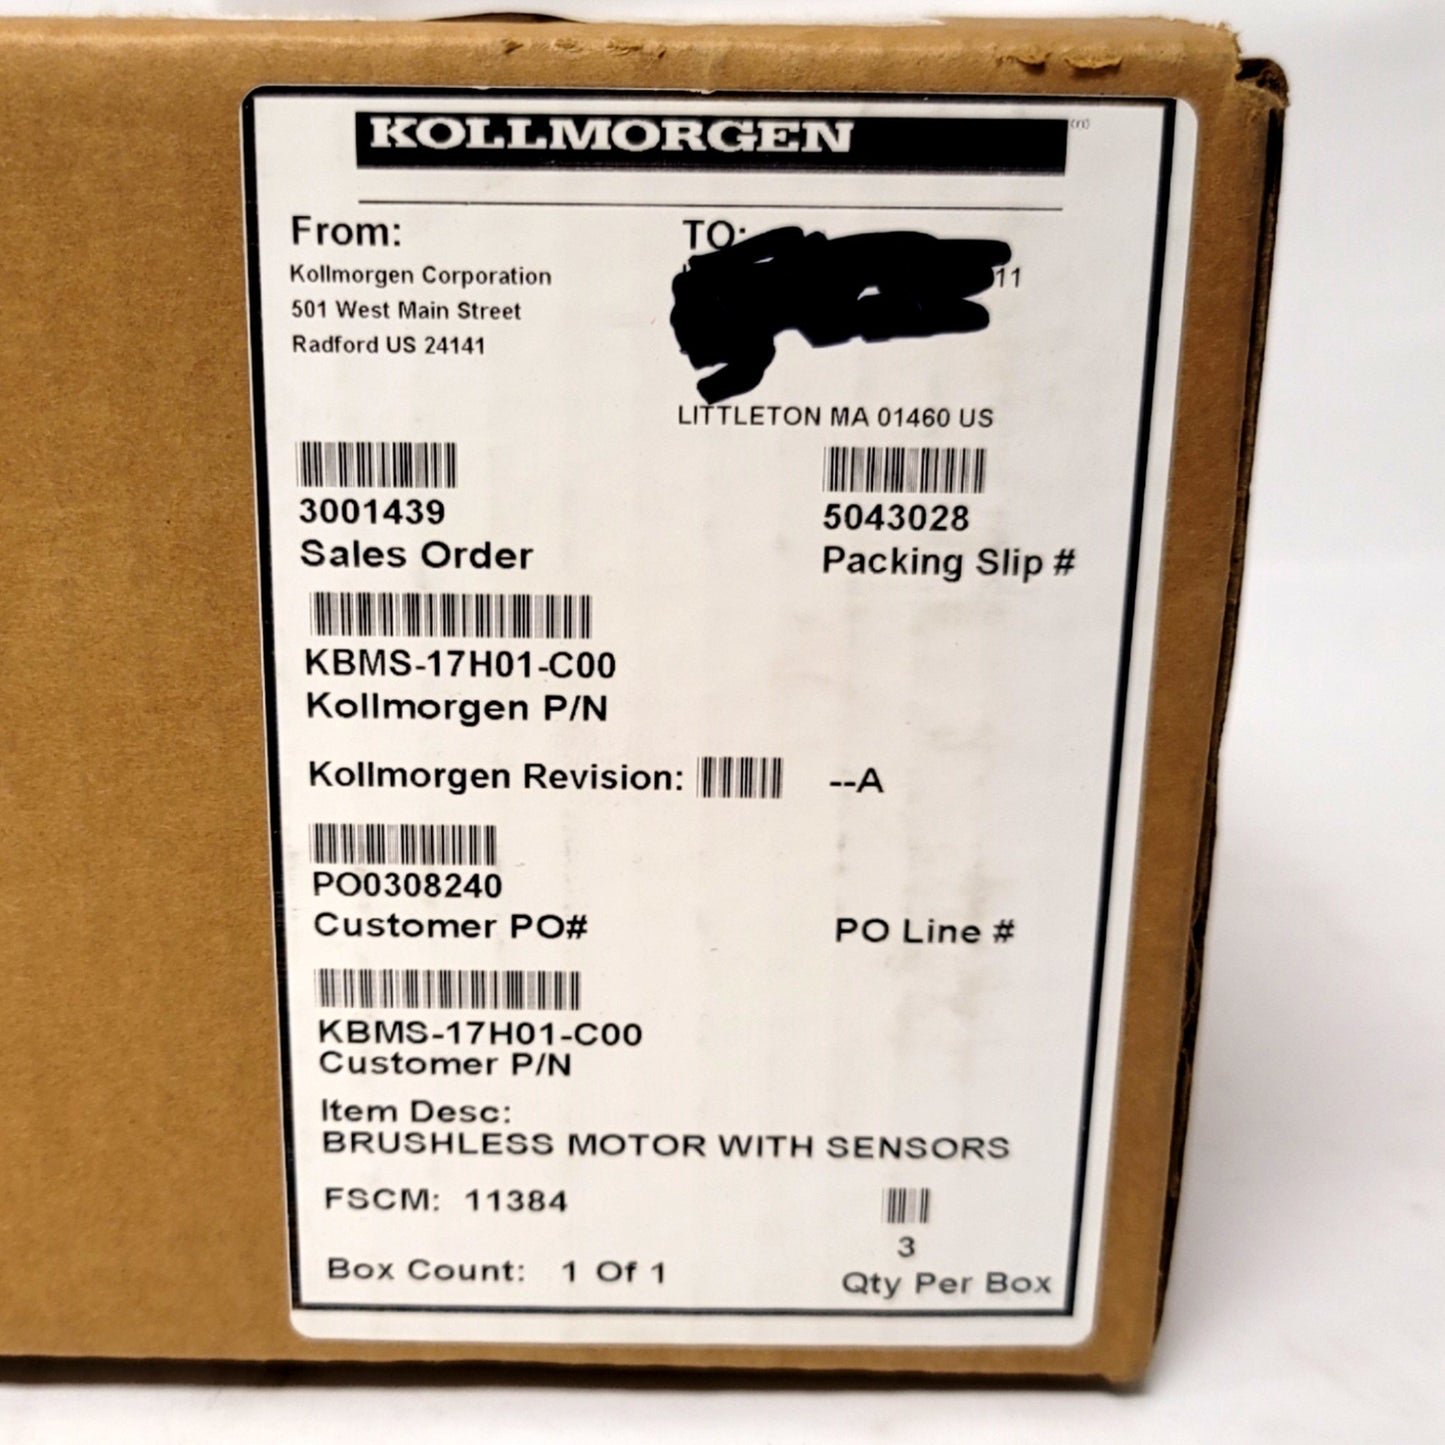 KOLLMORGEN
From:
Kollmorgen Corporation
501 West Main Street
Radford US 24141
TO:
11
LITTLETON MA 01460 US
3001439
Sales Order
5043028
Packing Slip #
KBMS-17H01-C00
Kollmorgen P/N
Kollmorgen Revision: --A
PO0308240
Customer PO#
PO Line #
KBMS-17H01-C00
Customer P/N
Item Desc:
BRUSHLESS MOTOR WITH SENSORS
FSCM: 11384
3
Qty Per Box
Box Count: 1 Of 1